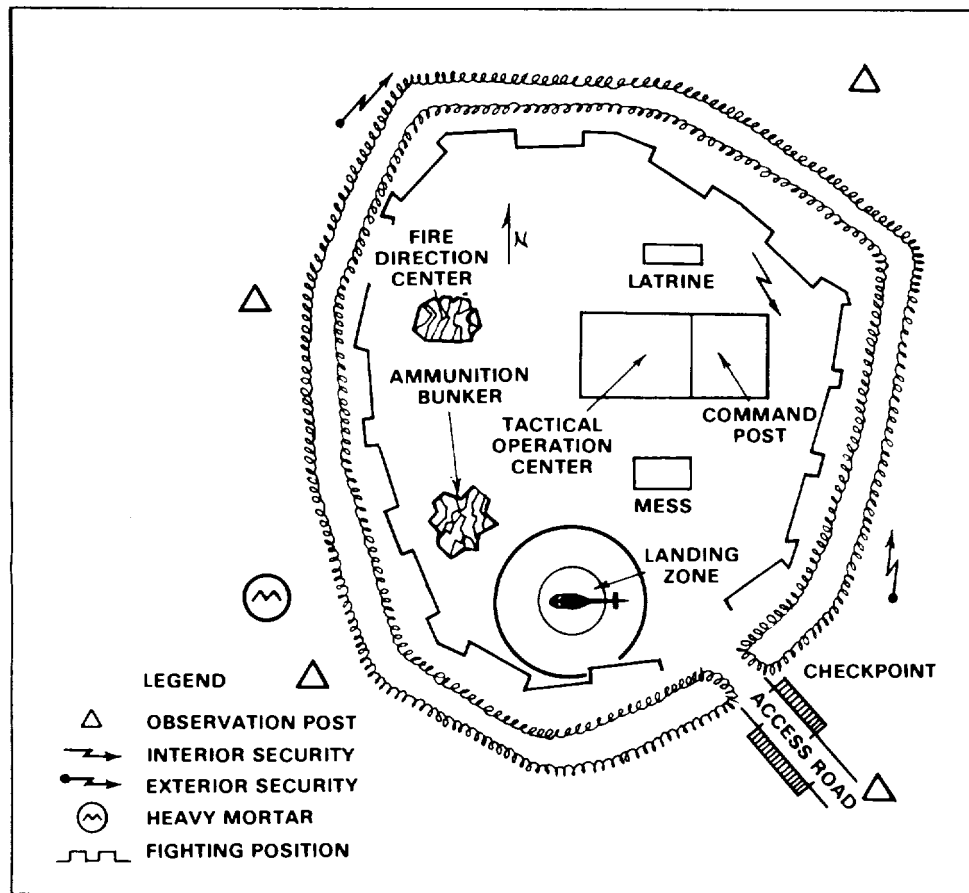 N
FIRE
DIRECTION
CENTER
LATRINE
AMMUNITION
BUNKER
TACTICAL
OPERATION
CENTER
COMMAND
POST
MESS
LANDING
ZONE
CHECKPOINT
ACCESS ROAD
LEGEND
OBSERVATION POST
INTERIOR SECURITY
EXTERIOR SECURITY
HEAVY MORTAR
FIGHTING POSITION